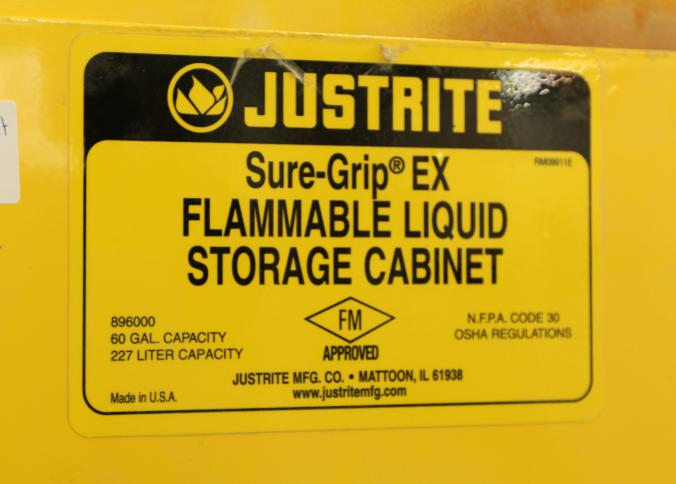 JUSTRITE
Sure-Grip® EX
RM09911E
FLAMMABLE LIQUID
STORAGE CABINET
896000
60 GAL. CAPACITY
227 LITER CAPACITY
FM
APPROVED
N.F.P.A. CODE 30
OSHA REGULATIONS
JUSTRITE MFG. CO. • MATTOON, IL 61938
www.justritemfg.com
Made in U.S.A.